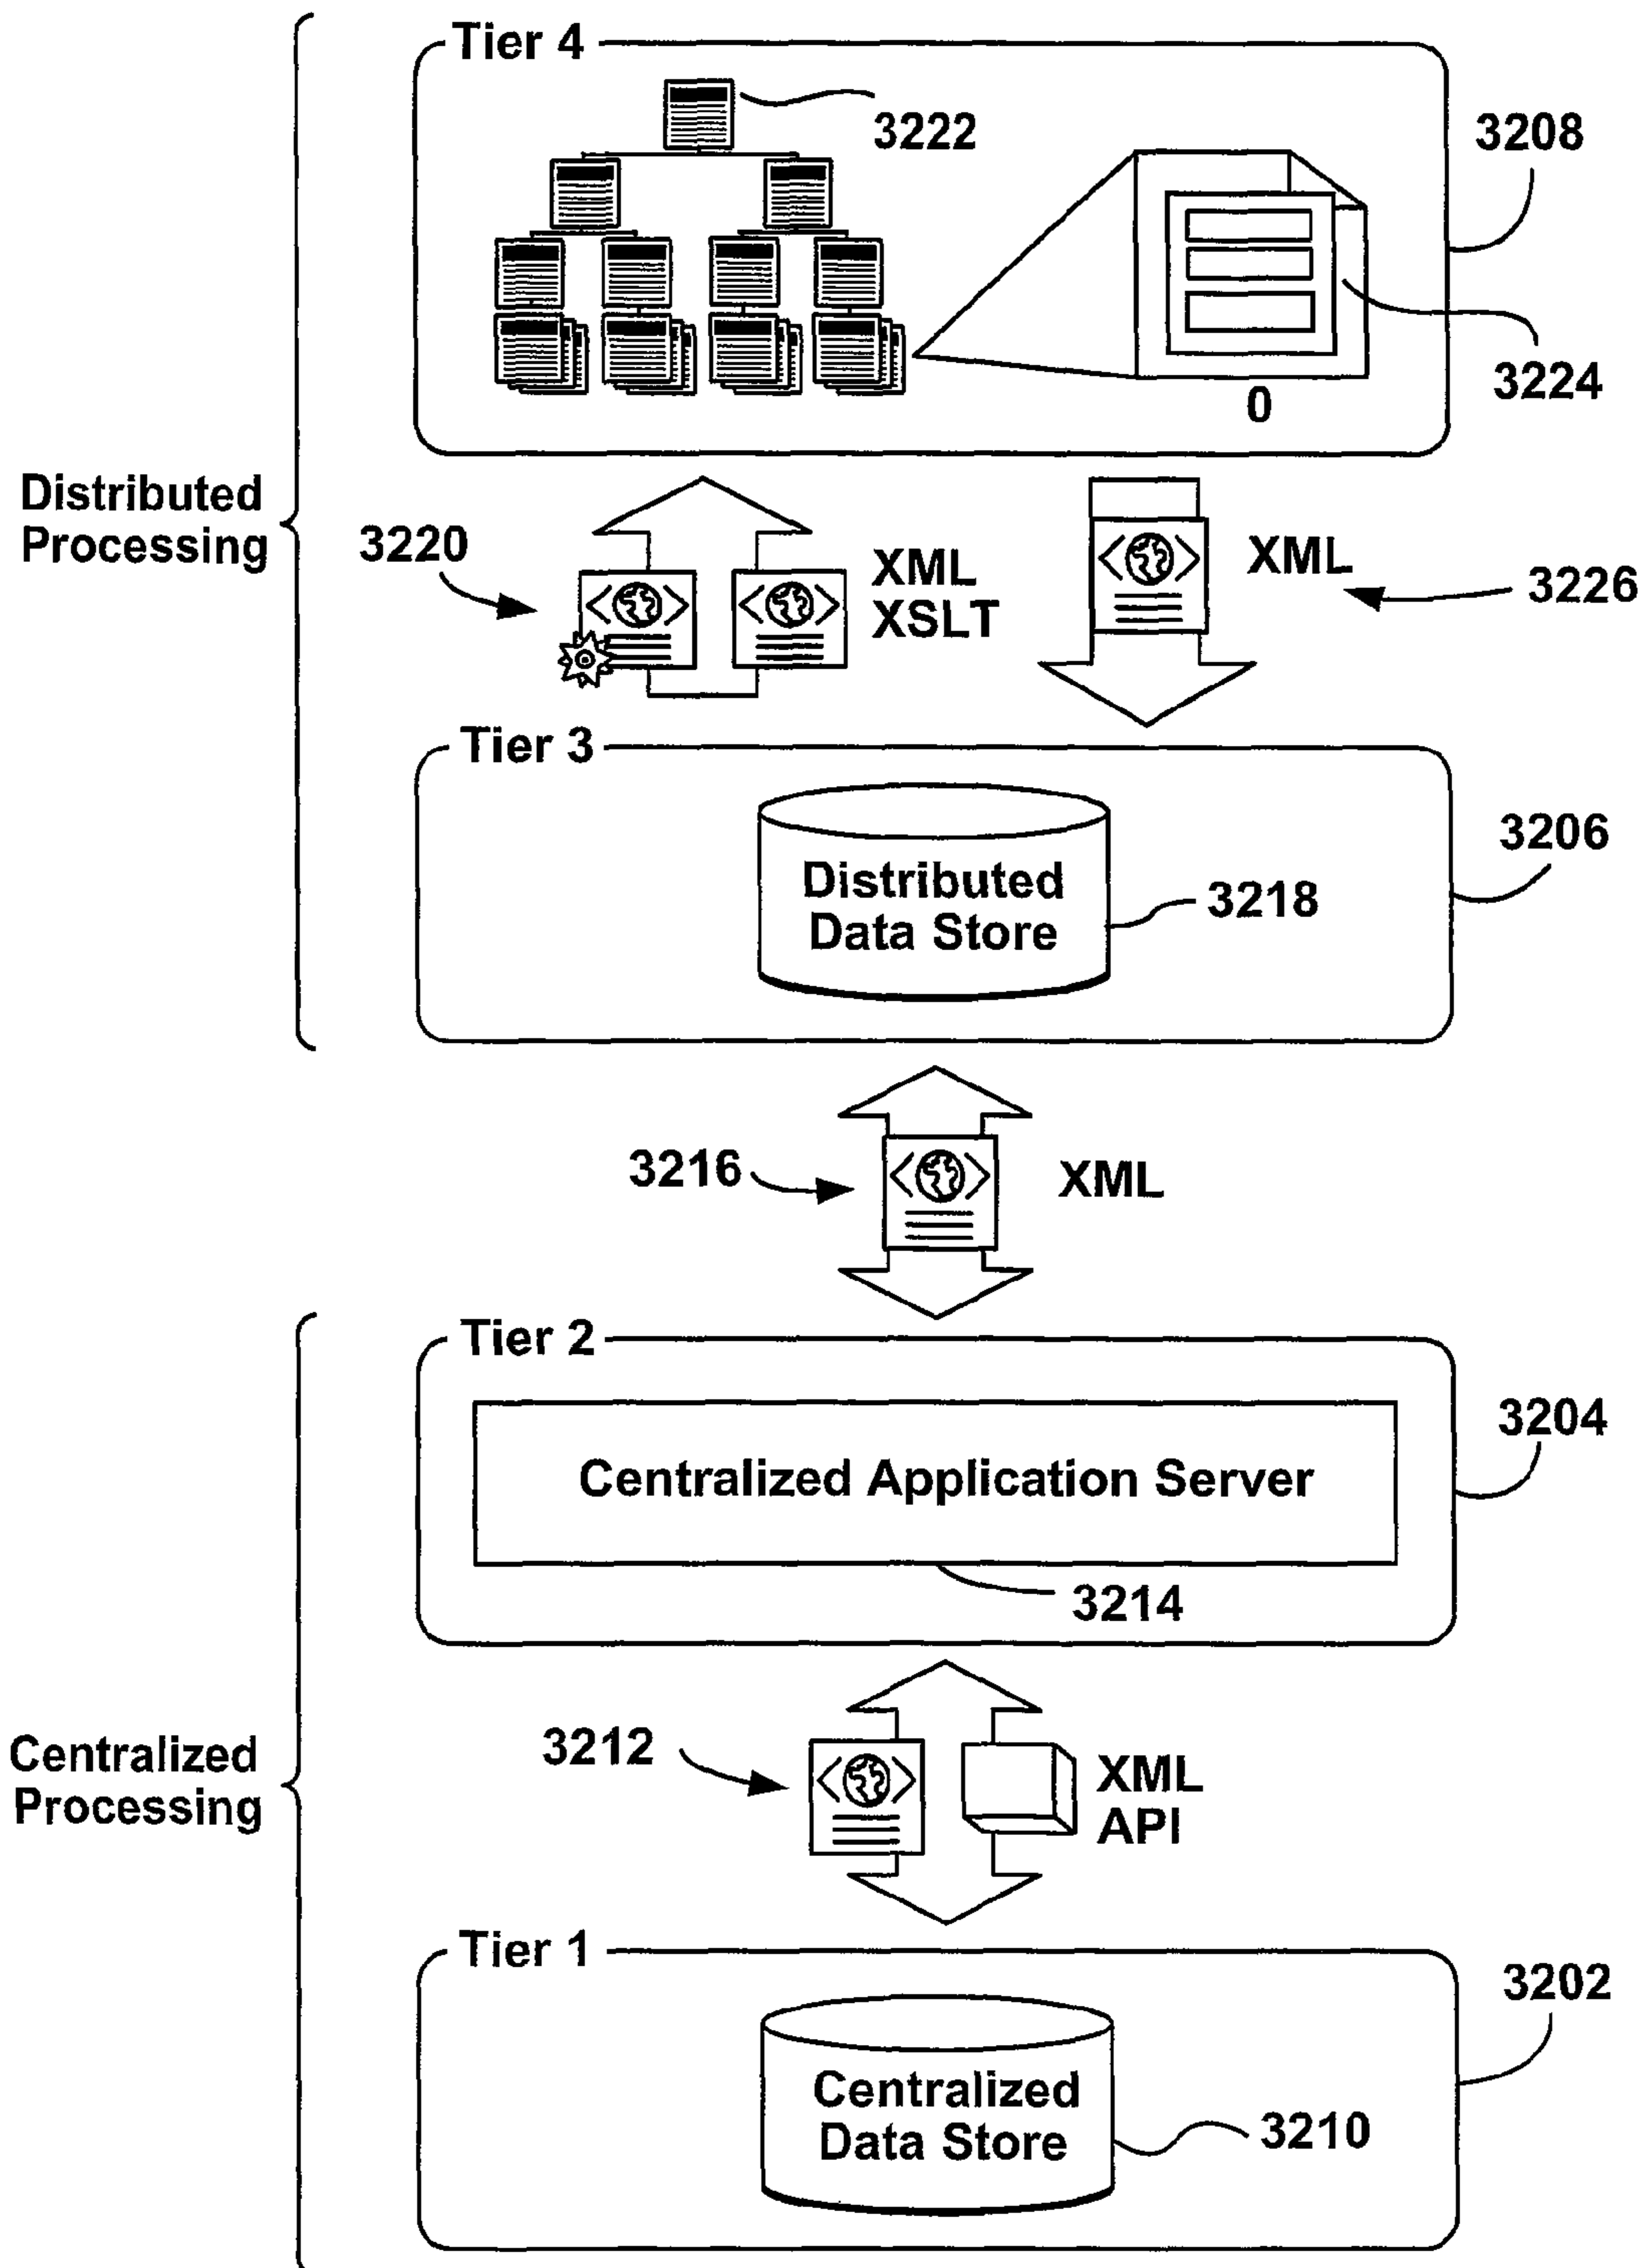 Tier 4
3222
3208
3224
0
Distributed
Processing
3220
XML
XSLT
XML
3226
Tier 3
3206
Distributed
Data Store
3218
3216
XML
Tier 2
3204
Centralized Application Server
3214
Centralized
Processing
3212
XML
API
Tier 1
3202
Centralized
Data Store
3210